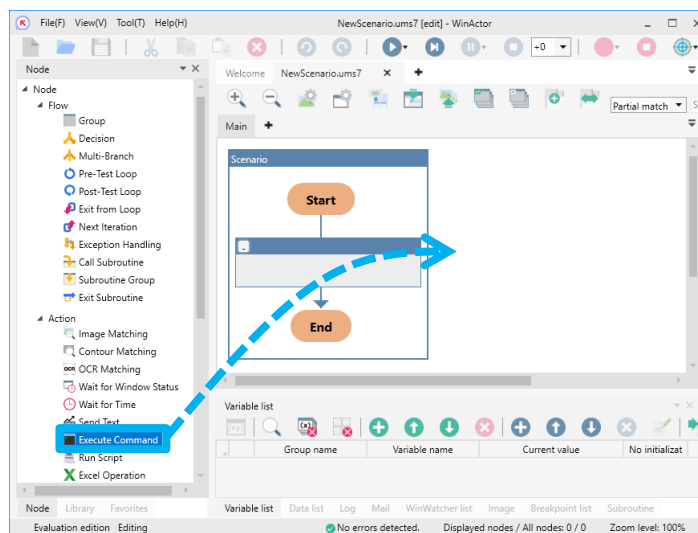 File(F) View(V) Tool(T) Help(H) NewScenario.ums7 [edit] - WinActor
+0
Node
Welcome NewScenario.ums7
Node
Flow
Group
Decision
Multi-Branch
Pre-Test Loop
Post-Test Loop
Exit from Loop
Next Iteration
Exception Handling
Call Subroutine
Subroutine Group
Exit Subroutine
Action
Image Matching
Contour Matching
OCR Matching
Wait for Window Status
Wait for Time
Send Text
Execute Command
Run Script
Excel Operation
Node Library Favorites
Partial match S
Main
Scenario
Start
End
Variable list
Group name Variable name Current value No initializat
Variable list Data list Log Mail WinWatcher list Image Breakpoint list Subroutine
Evaluation edition Editing No errors detected. Displayed nodes / All nodes: 0 / 0 Zoom level: 100%